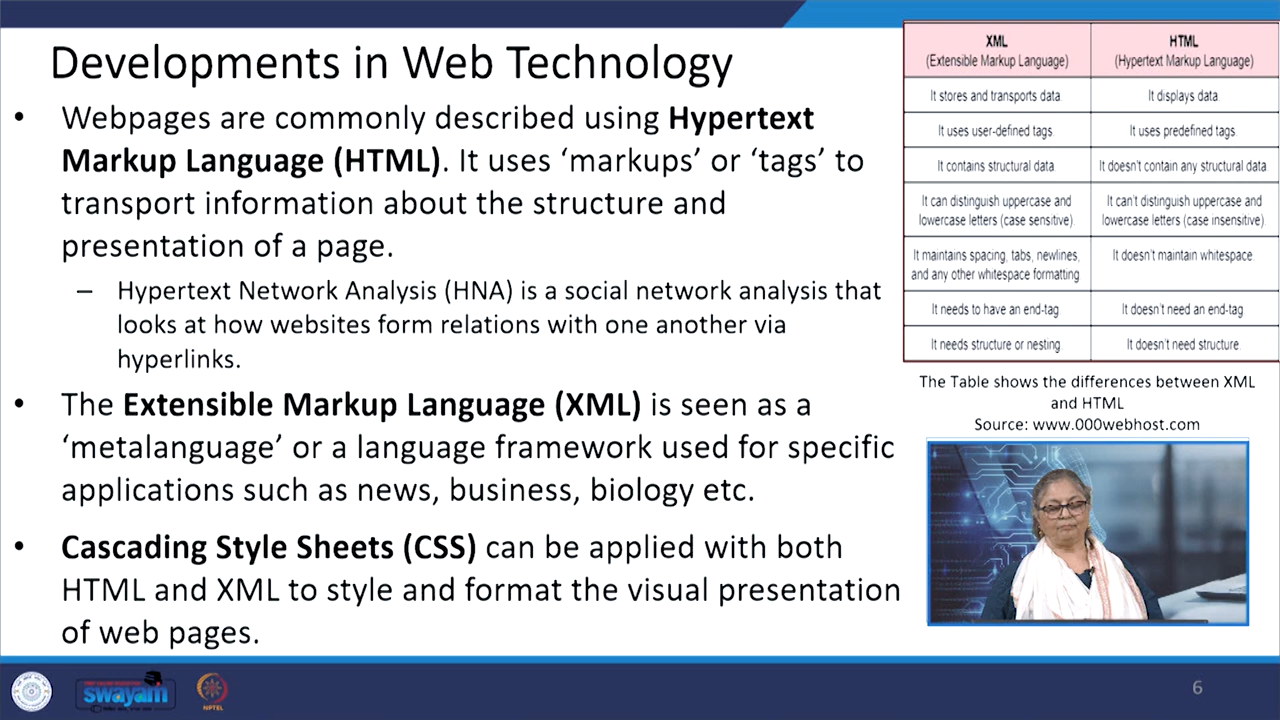 Developments in Web Technology
• Webpages are commonly described using Hypertext
Markup Language (HTML). It uses ‘markups’ or ‘tags’ to
transport information about the structure and
presentation of a page.
– Hypertext Network Analysis (HNA) is a social network analysis that
looks at how websites form relations with one another via
hyperlinks.
• The Extensible Markup Language (XML) is seen as a
‘metalanguage’ or a language framework used for specific
applications such as news, business, biology etc.
• Cascading Style Sheets (CSS) can be applied with both
HTML and XML to style and format the visual presentation
of web pages.
XML
(Extensible Markup Language)
HTML
(Hypertext Markup Language)
It stores and transports data.
It displays data.
It uses user-defined tags.
It uses predefined tags.
It contains structural data.
It doesn't contain any structural data.
It can distinguish uppercase and
lowercase letters (case sensitive).
It can't distinguish uppercase and
lowercase letters (case insensitive).
It maintains spacing, tabs, newlines,
and any other whitespace formatting.
It doesn't maintain whitespace.
It needs to have an end-tag.
It doesn't need an end-tag.
It needs structure or nesting.
It doesn't need structure.
The Table shows the differences between XML
and HTML
Source: www.000webhost.com
swayam
NPTEL
6